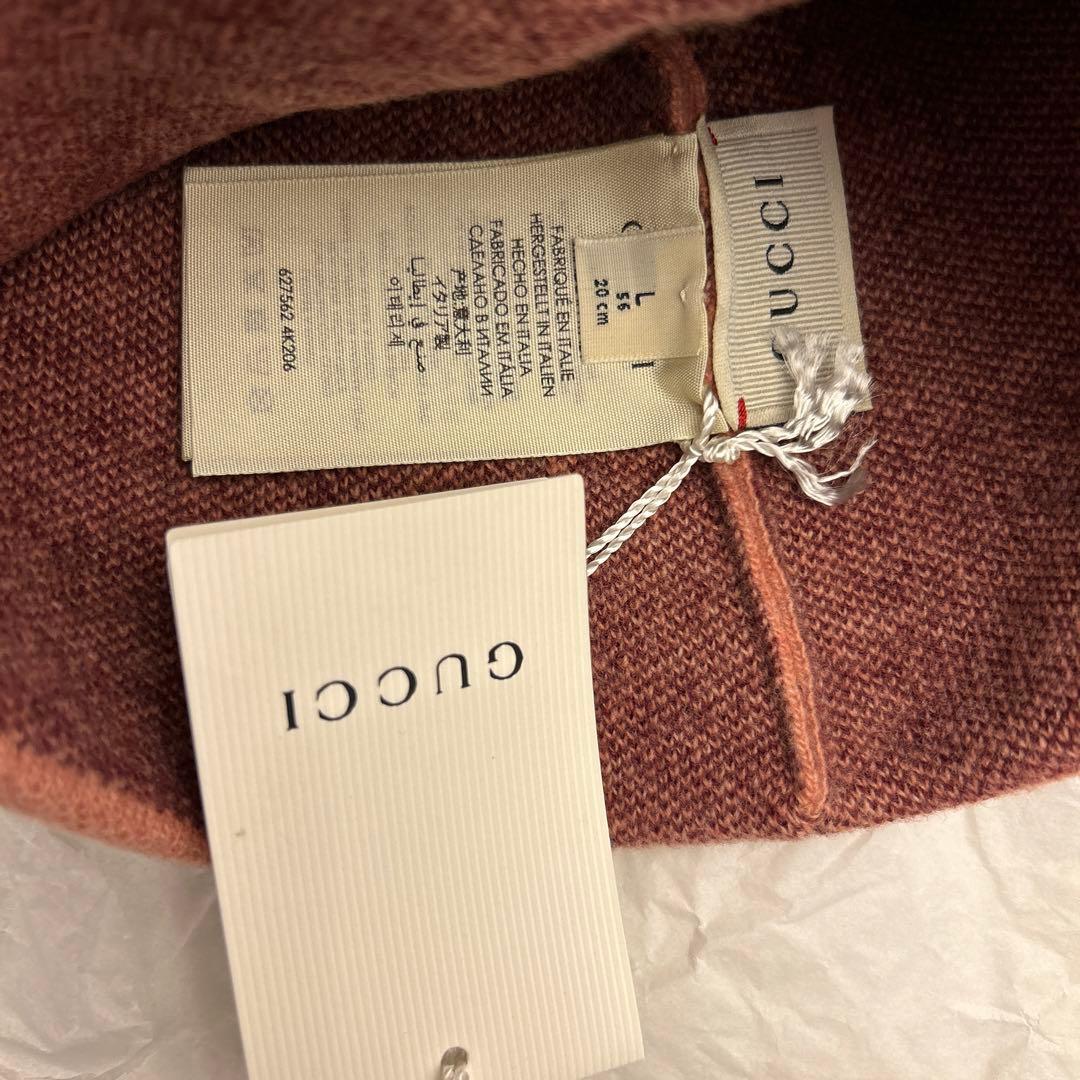 GUCCI
L
56
20 cm
FABRIQUÉ EN ITALIE
HERGESTELLT IN ITALIEN
HECHO EN ITALIA
FABRICADO EM ITÁLIA
СДЕЛАНО В ИТАЛИИ
产地意大利
イタリア製
صنع في إيطاليا
이태리제
627562 4K206
GUCCI